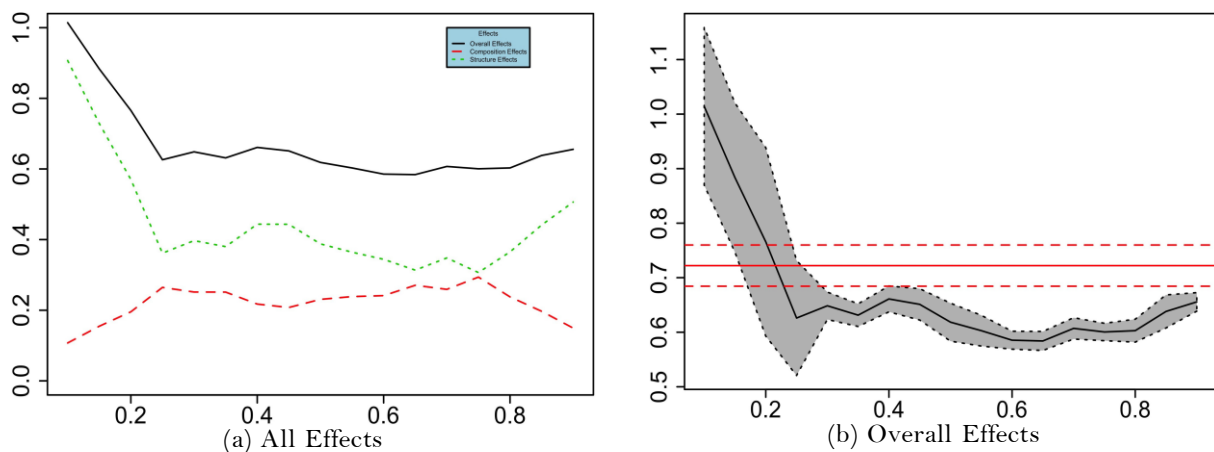 1.0
0.8
0.6
0.4
0.2
0.0
Effects
Overall Effects
Composition Effects
Structure Effects
0.2 0.4 0.6 0.8
(a) All Effects
1.1
1.0
0.9
0.8
0.7
0.6
0.5
0.2 0.4 0.6 0.8
(b) Overall Effects